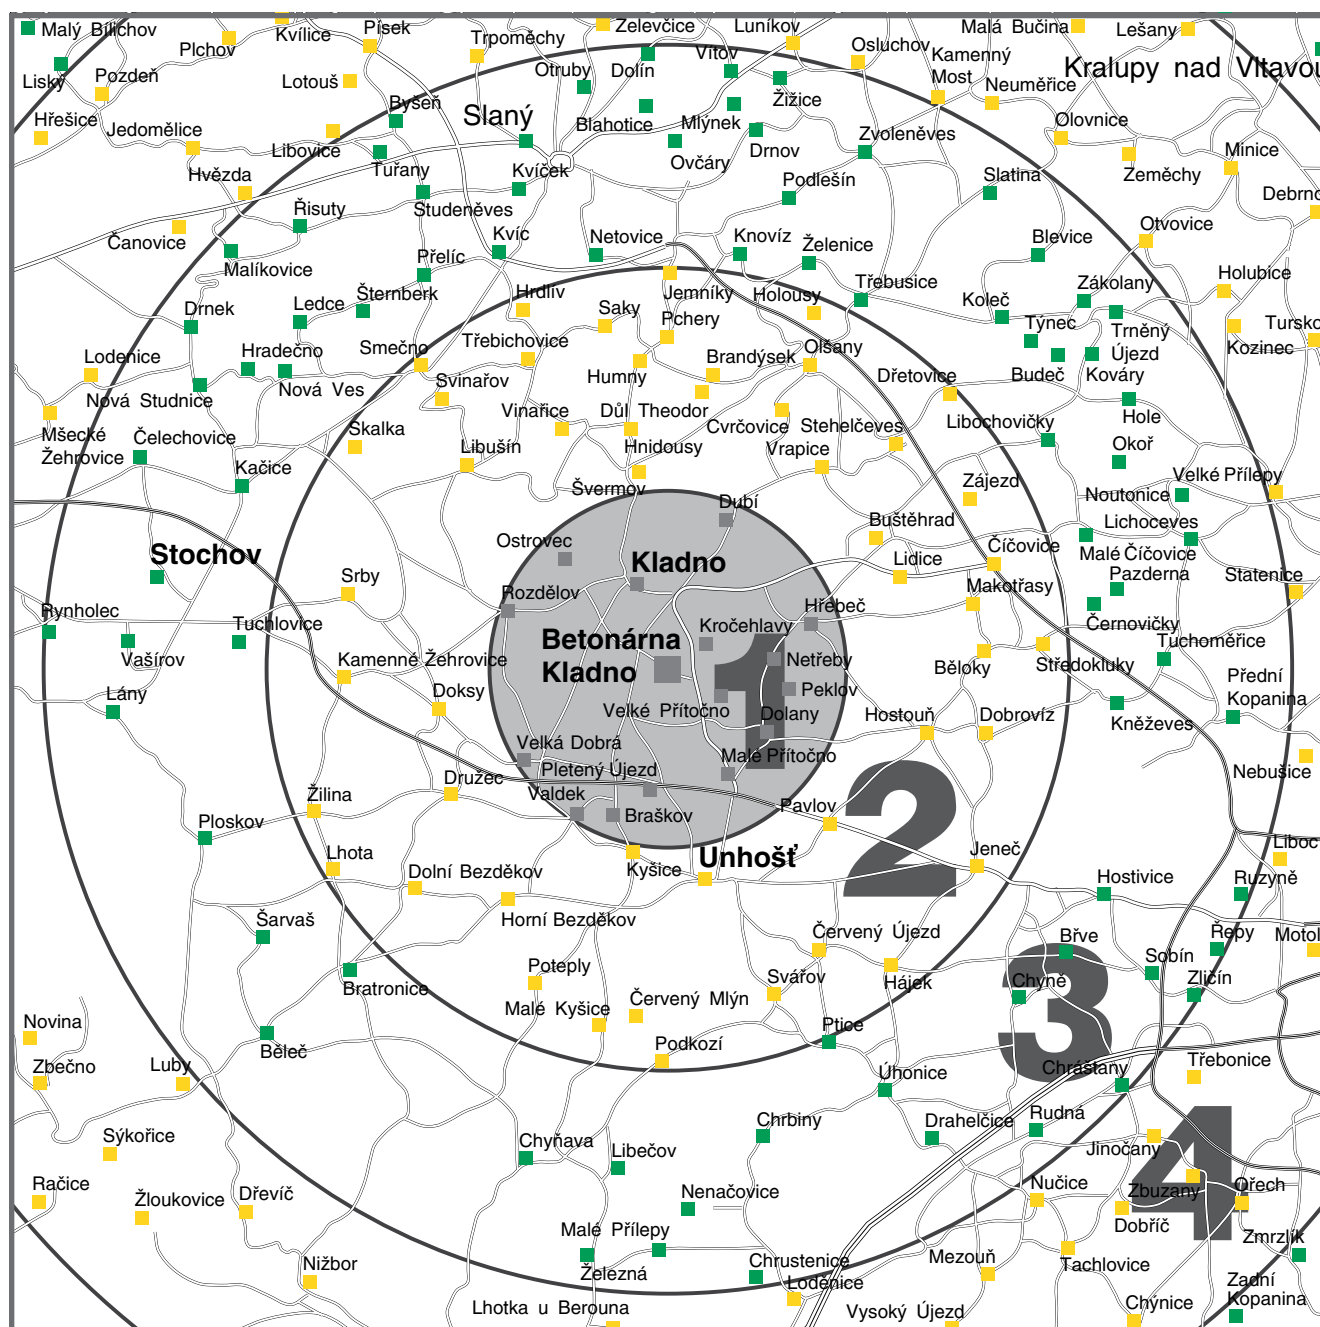 Malý Bílichov
Plchov
Kvílice
Písek
Trpoměchy
Zelevčice
Luníkov
Osluchov
Malá Bučina
Lešany
Liský
Pozdeň
Lotouš
Otruby
Dolín
Vítov
Kamenný
Most
Kralupy nad Vltavou
Neuměřice
Hřešice
Jedomělice
Byšeň
Slaný
Blahotice
Mlýnek
Žižice
Olovnice
Libovice
Tuřany
Kvíček
Ovčáry
Drnov
Zvoleněves
Zeměchy
Minice
Hvězda
Studeněves
Podlešín
Slatina
Debrno
Řisuty
Čanovice
Malíkovice
Kvíc
Netovice
Knovíz
Želenice
Blevice
Otvovice
Přelíc
Drnek
Ledce
Šternberk
Hrdliv
Jemníky
Holousy
Třebusice
Koleč
Zákolany
Holubice
Saky
Pchery
Týnec
Trněný
Újezd
Tursko
Kozinec
Lodenice
Hradečno
Smečno
Třebichovice
Humny
Brandýsek
Olšany
Dřetovice
Budeč
Kováry
Nová Studnice
Nová Ves
Svinařov
Vinařice
Důl Theodor
Cvrčovice
Stehelčeves
Libochovičky
Hole
Mšecké
Žehrovice
Čelechovice
Skalka
Libušín
Hnidousy
Vrapice
Okoř
Kačice
Švermov
Dubí
Zájezd
Noutonice
Velké Přílepy
Stochov
Ostrovec
Kladno
Buštěhrad
Lidice
Číčovice
Lichoceves
Malé Číčovice
Pazderna
Statenice
Srby
Rozdělov
Hřebeč
Makotřasy
Rynholec
Tuchlovice
Vašírov
Betonárna
Kladno
Kročehlavy
1
Netřeby
Běloky
Černovičky
Středokluky
Tuchoměřice
Kamenné Žehrovice
Peklov
Přední
Kopanina
Lány
Doksy
Velké Přítočno
Dolany
Hostouň
Dobrovíz
Kněževes
Velká Dobrá
Malé Přítočno
Nebušice
Pletený Újezd
Družec
Valdek
Žilina
Braškov
Pavlov
2
Ploskov
Lhota
Kyšice
Unhošť
Jeneč
Liboc
Dolní Bezděkov
Hostivice
Ruzyně
Horní Bezděkov
Šarvaš
Červený Újezd
Břve
Řepy
Motol
Sobín
Bratronice
Poteply
Svárov
Hájek
3
Chyně
Zličín
Malé Kyšice
Červený Mlýn
Novina
Běleč
Ptice
Zbečno
Luby
Podkozí
Úhonice
Chrášťany
Třebonice
Sýkořice
Chyňava
Libečov
Chrbiny
Drahelčice
Rudná
Jinočany
4
Račice
Žloukovice
Dřevíč
Nenačovice
Nučice
Zbuzany
Ořech
Dobříč
Malé Přílepy
Zmrzlík
Nižbor
Železná
Chrustenice
Mezouň
Tachlovice
Loděnice
Zadní
Kopanina
Lhotka u Berouna
Vysoký Újezd
Chýnice